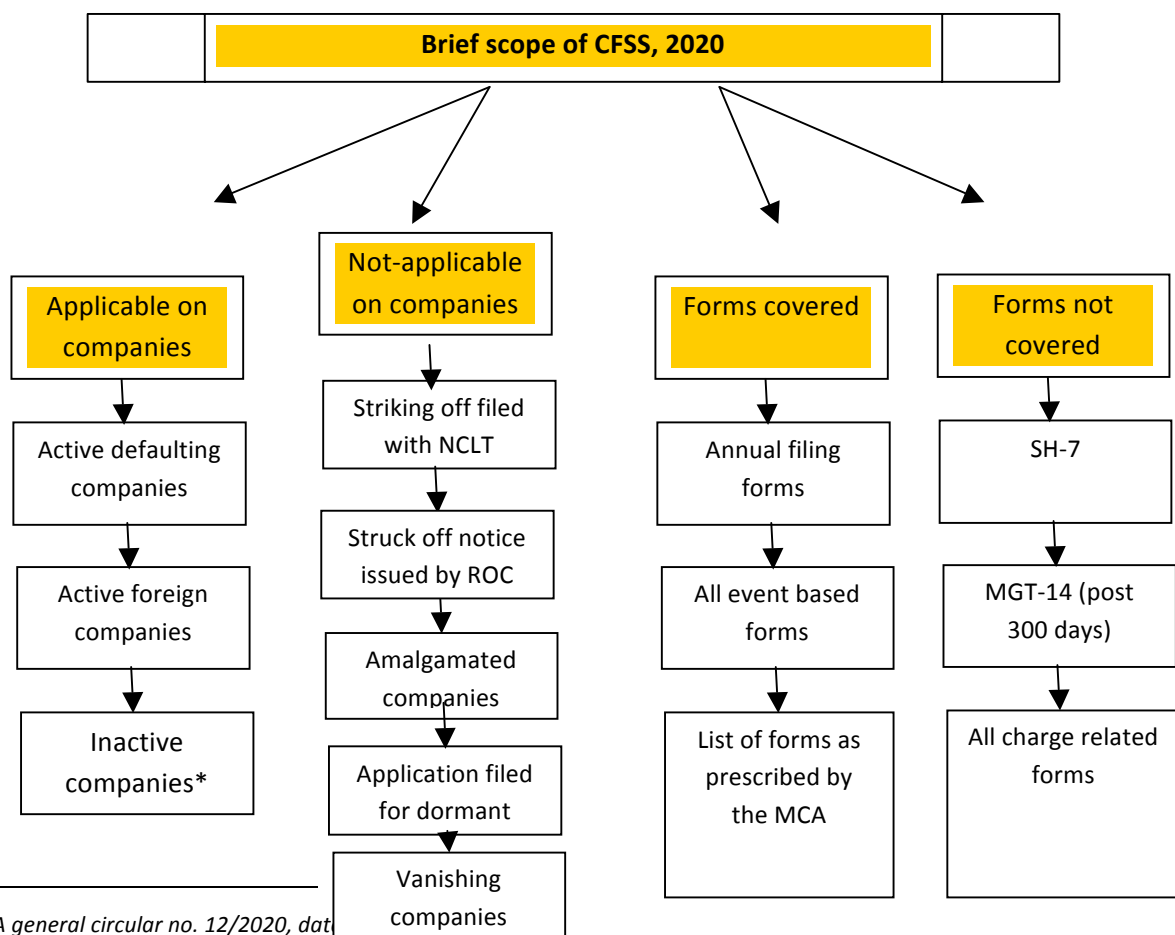 Brief scope of CFSS, 2020
Applicable on
companies
Active defaulting
companies
Active foreign
companies
Inactive
companies*
Not-applicable
on companies
Striking off filed
with NCLT
Struck off notice
issued by ROC
Amalgamated
companies
Application filed
for dormant
Vanishing
companies
Forms covered
Annual filing
forms
All event based
forms
List of forms as
prescribed by
the MCA
Forms not
covered
SH-7
MGT-14 (post
300 days)
All charge related
forms
A general circular no. 12/2020,